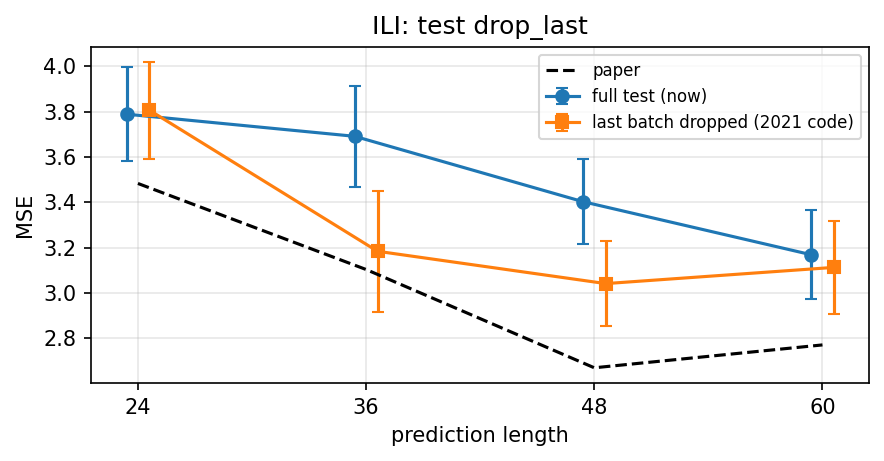 ILI: test drop_last
MSE
4.0
3.8
3.6
3.4
3.2
3.0
2.8
paper
full test (now)
last batch dropped (2021 code)
24 36 48 60
prediction length